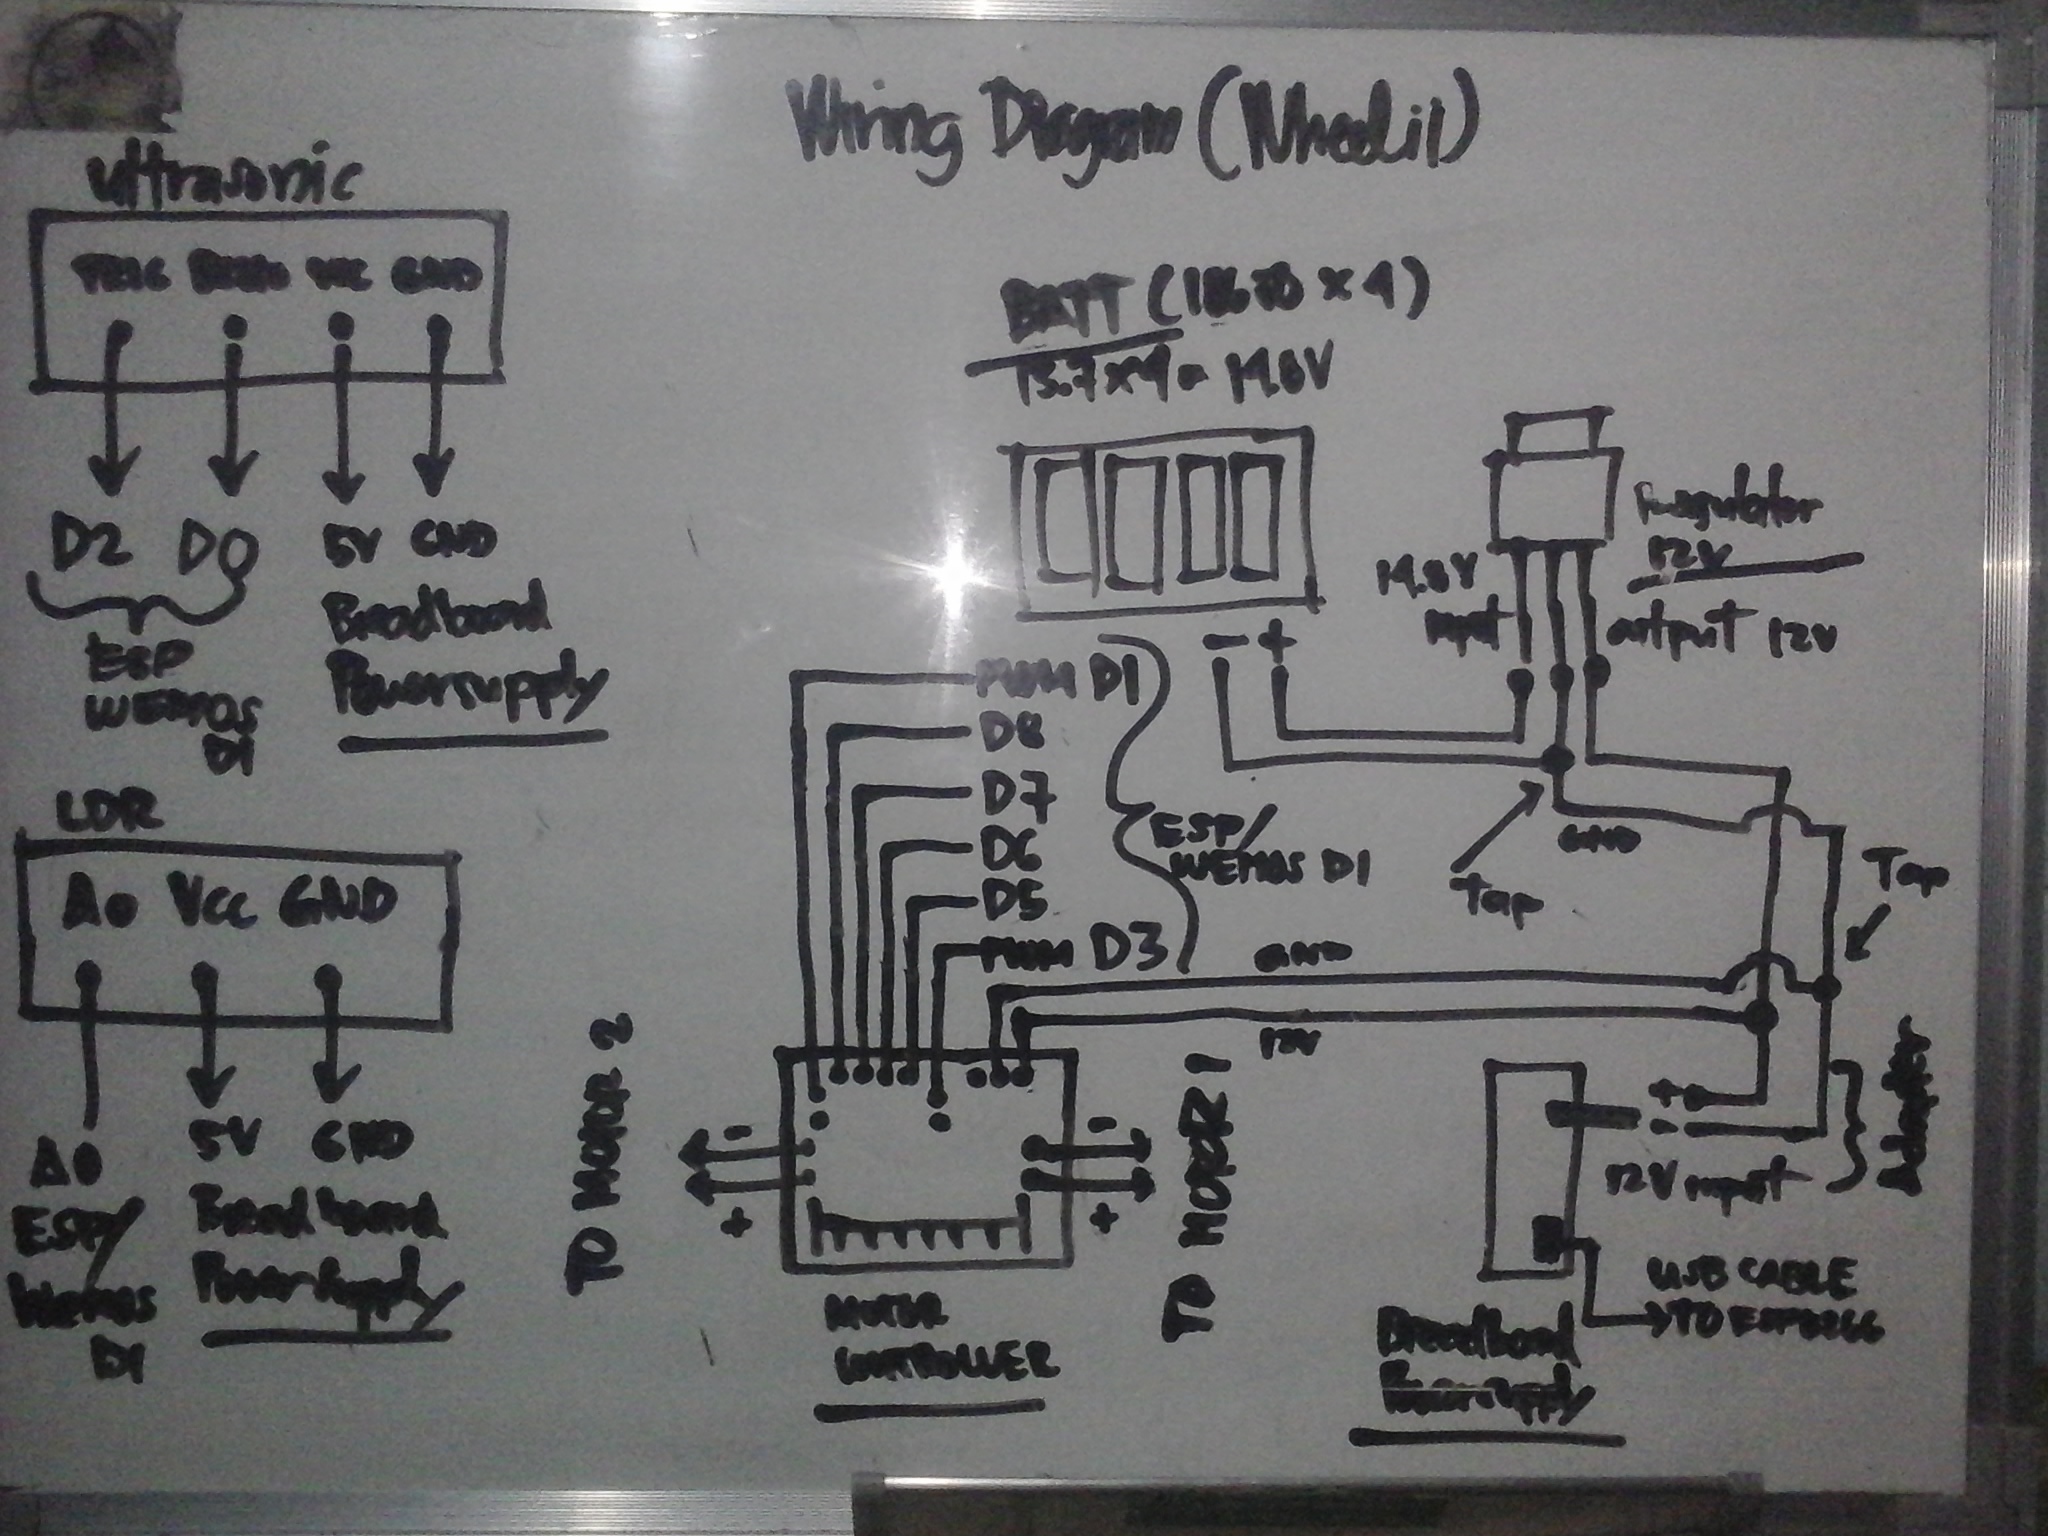 Wiring Diagram (Wheelil)
ultrasonic
TRIG ECHO VCC GND
D2 D0 5V GND
ESP
WEMOS
D1
Breadboard
Powersupply
LDR
A0 Vcc GND
A0 5V GND
ESP/
WEMOS
D1
Breadboard
Power supply
BATT (18650 x 4)
3.7 x 4 = 14.8V
- +
Regulator
12V
14.8V
input
output 12V
GND
Tap
Tap
PWM D1
D8
D7
D6
D5
PWM D3
ESP/
WEMOS D1
GND
12V
TO MOTOR 2
- +
TO MOTOR 1
- +
MOTOR
CONTROLLER
+
-
12V input
Adapter
USB CABLE
TO ESP8266
Breadboard
Powersupply